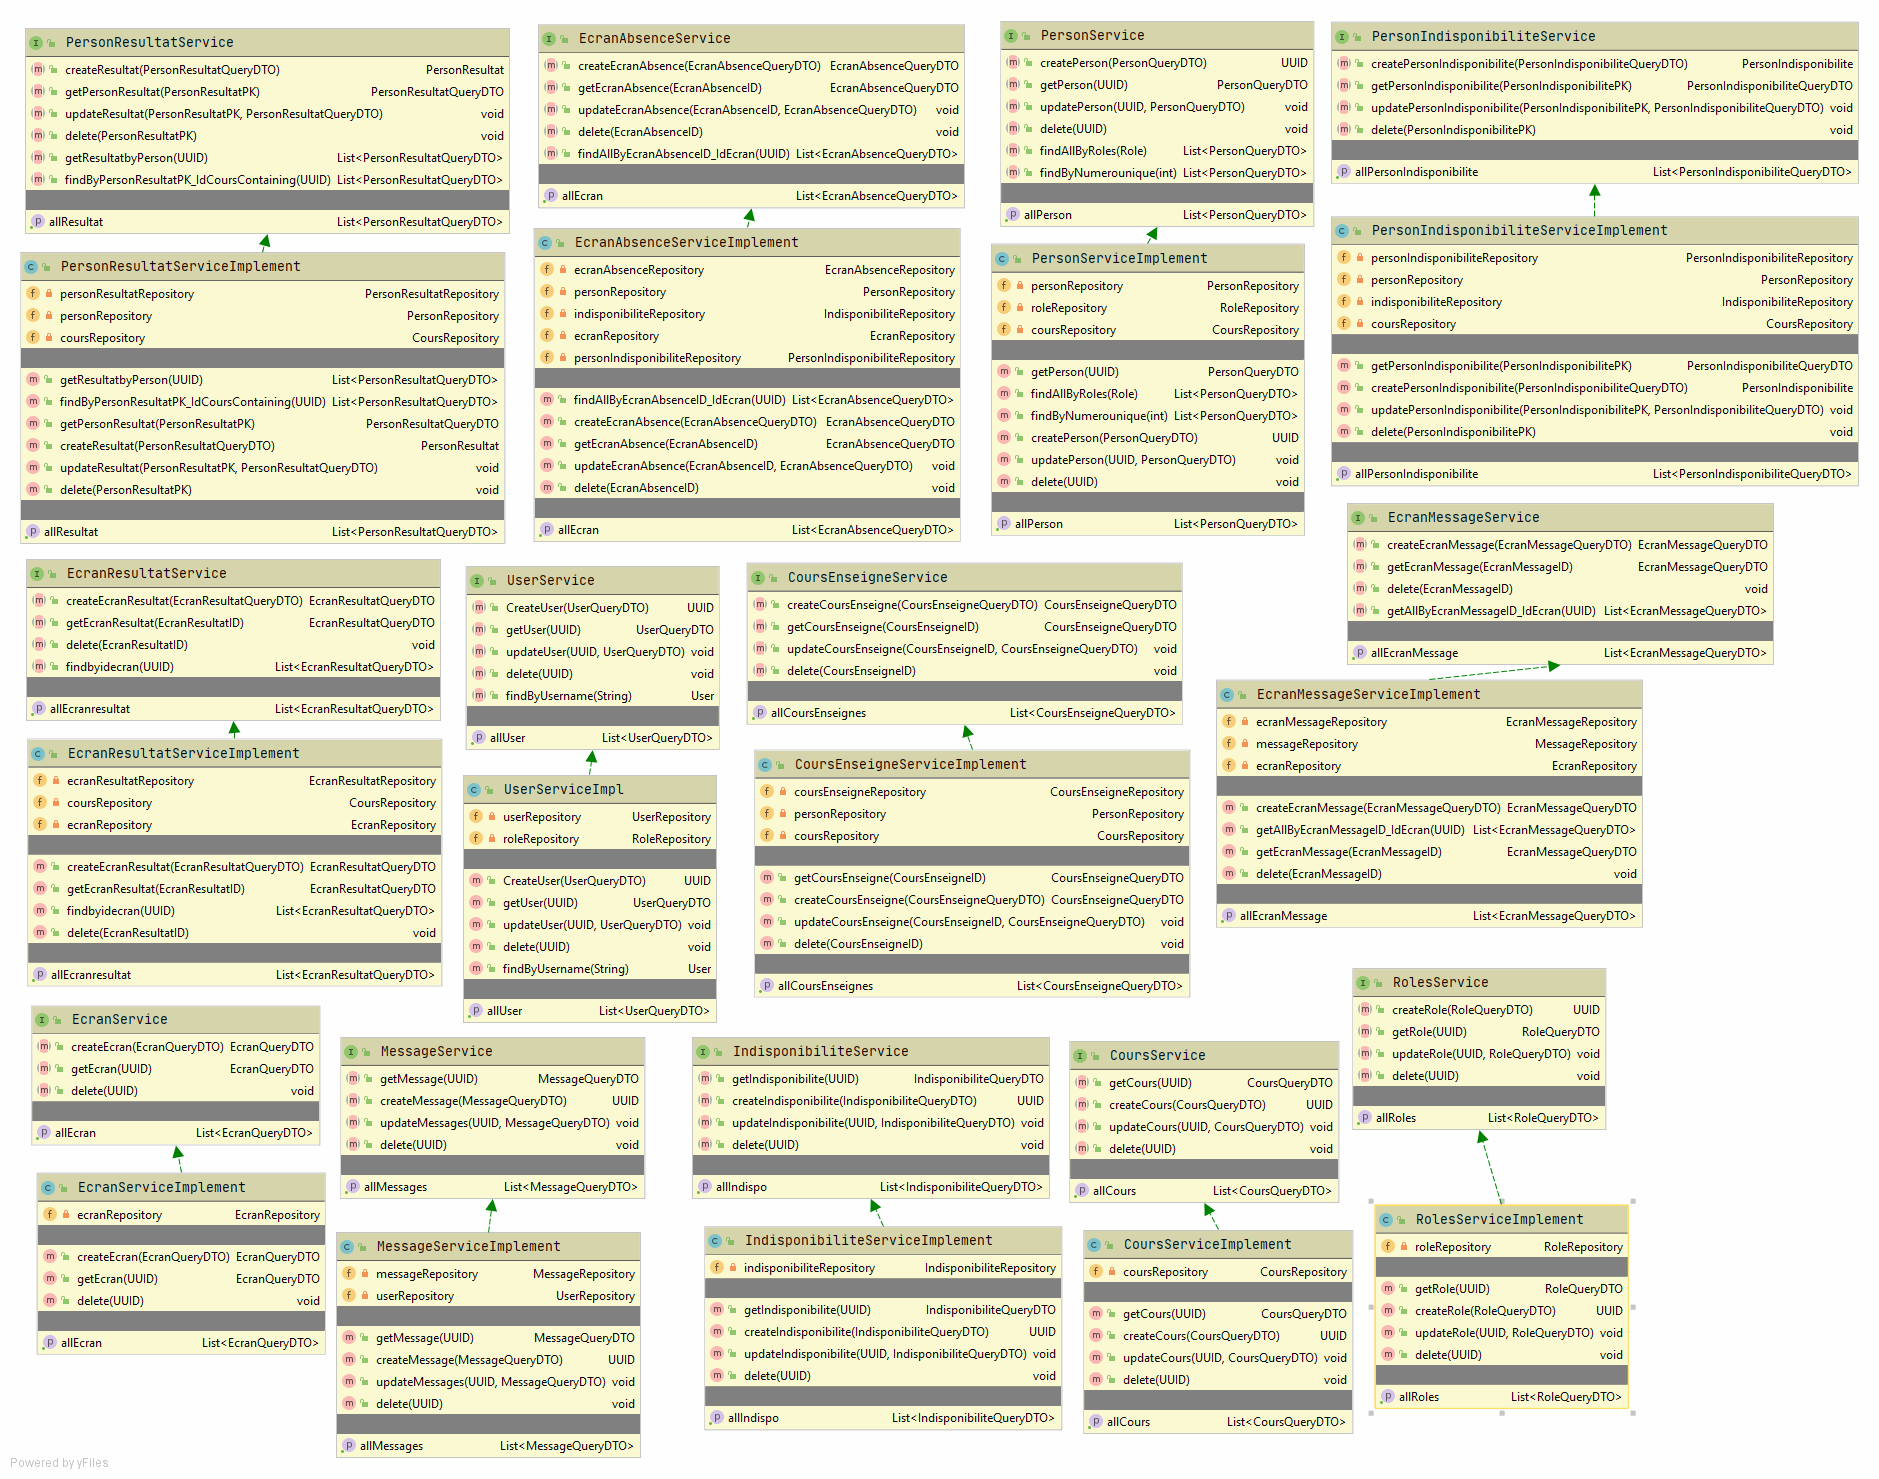 PersonResultatService
createResultat(PersonResultatQueryDTO) PersonResultat
getPersonResultat(PersonResultatPK) PersonResultatQueryDTO
updateResultat(PersonResultatPK, PersonResultatQueryDTO) void
delete(PersonResultatPK) void
getResultatbyPerson(UUID) List<PersonResultatQueryDTO>
findByPersonResultatPK_IdCoursContaining(UUID) List<PersonResultatQueryDTO>
allResultat List<PersonResultatQueryDTO>
PersonResultatServiceImplement
personResultatRepository PersonResultatRepository
personRepository PersonRepository
coursRepository CoursRepository
getResultatbyPerson(UUID) List<PersonResultatQueryDTO>
findByPersonResultatPK_IdCoursContaining(UUID) List<PersonResultatQueryDTO>
getPersonResultat(PersonResultatPK) PersonResultatQueryDTO
createResultat(PersonResultatQueryDTO) PersonResultat
updateResultat(PersonResultatPK, PersonResultatQueryDTO) void
delete(PersonResultatPK) void
allResultat List<PersonResultatQueryDTO>
EcranAbsenceService
createEcranAbsence(EcranAbsenceQueryDTO) EcranAbsenceQueryDTO
getEcranAbsence(EcranAbsenceID) EcranAbsenceQueryDTO
updateEcranAbsence(EcranAbsenceID, EcranAbsenceQueryDTO) void
delete(EcranAbsenceID) void
findAllByEcranAbsenceID_IdEcran(UUID) List<EcranAbsenceQueryDTO>
allEcran List<EcranAbsenceQueryDTO>
EcranAbsenceServiceImplement
ecranAbsenceRepository EcranAbsenceRepository
personRepository PersonRepository
indisponibiliteRepository IndisponibiliteRepository
ecranRepository EcranRepository
personIndisponibiliteRepository PersonIndisponibiliteRepository
findAllByEcranAbsenceID_IdEcran(UUID) List<EcranAbsenceQueryDTO>
createEcranAbsence(EcranAbsenceQueryDTO) EcranAbsenceQueryDTO
getEcranAbsence(EcranAbsenceID) EcranAbsenceQueryDTO
updateEcranAbsence(EcranAbsenceID, EcranAbsenceQueryDTO) void
delete(EcranAbsenceID) void
allEcran List<EcranAbsenceQueryDTO>
PersonService
createPerson(PersonQueryDTO) UUID
getPerson(UUID) PersonQueryDTO
updatePerson(UUID, PersonQueryDTO) void
delete(UUID) void
findAllByRoles(Role) List<PersonQueryDTO>
findByNumerounique(int) List<PersonQueryDTO>
allPerson List<PersonQueryDTO>
PersonServiceImplement
personRepository PersonRepository
roleRepository RoleRepository
coursRepository CoursRepository
getPerson(UUID) PersonQueryDTO
findAllByRoles(Role) List<PersonQueryDTO>
findByNumerounique(int) List<PersonQueryDTO>
createPerson(PersonQueryDTO) UUID
updatePerson(UUID, PersonQueryDTO) void
delete(UUID) void
allPerson List<PersonQueryDTO>
PersonIndisponibiliteService
createPersonIndisponibilite(PersonIndisponibiliteQueryDTO) PersonIndisponibilite
getPersonIndisponibilite(PersonIndisponibilitePK) PersonIndisponibiliteQueryDTO
updatePersonIndisponibilite(PersonIndisponibilitePK, PersonIndisponibiliteQueryDTO) void
delete(PersonIndisponibilitePK) void
allPersonIndisponibilite List<PersonIndisponibiliteQueryDTO>
PersonIndisponibiliteServiceImplement
personIndisponibiliteRepository PersonIndisponibiliteRepository
personRepository PersonRepository
indisponibiliteRepository IndisponibiliteRepository
coursRepository CoursRepository
getPersonIndisponibilite(PersonIndisponibilitePK) PersonIndisponibiliteQueryDTO
createPersonIndisponibilite(PersonIndisponibiliteQueryDTO) PersonIndisponibilite
updatePersonIndisponibilite(PersonIndisponibilitePK, PersonIndisponibiliteQueryDTO) void
delete(PersonIndisponibilitePK) void
allPersonIndisponibilite List<PersonIndisponibiliteQueryDTO>
EcranResultatService
createEcranResultat(EcranResultatQueryDTO) EcranResultatQueryDTO
getEcranResultat(EcranResultatID) EcranResultatQueryDTO
delete(EcranResultatID) void
findbyidecran(UUID) List<EcranResultatQueryDTO>
allEcranresultat List<EcranResultatQueryDTO>
EcranResultatServiceImplement
ecranResultatRepository EcranResultatRepository
coursRepository CoursRepository
ecranRepository EcranRepository
createEcranResultat(EcranResultatQueryDTO) EcranResultatQueryDTO
getEcranResultat(EcranResultatID) EcranResultatQueryDTO
findbyidecran(UUID) List<EcranResultatQueryDTO>
delete(EcranResultatID) void
allEcranresultat List<EcranResultatQueryDTO>
UserService
CreateUser(UserQueryDTO) UUID
getUser(UUID) UserQueryDTO
updateUser(UUID, UserQueryDTO) void
delete(UUID) void
findByUsername(String) User
allUser List<UserQueryDTO>
UserServiceImpl
userRepository UserRepository
roleRepository RoleRepository
CreateUser(UserQueryDTO) UUID
getUser(UUID) UserQueryDTO
updateUser(UUID, UserQueryDTO) void
delete(UUID) void
findByUsername(String) User
allUser List<UserQueryDTO>
CoursEnseigneService
createCoursEnseigne(CoursEnseigneQueryDTO) CoursEnseigneQueryDTO
getCoursEnseigne(CoursEnseigneID) CoursEnseigneQueryDTO
updateCoursEnseigne(CoursEnseigneID, CoursEnseigneQueryDTO) void
delete(CoursEnseigneID) void
allCoursEnseignes List<CoursEnseigneQueryDTO>
CoursEnseigneServiceImplement
coursEnseigneRepository CoursEnseigneRepository
personRepository PersonRepository
coursRepository CoursRepository
getCoursEnseigne(CoursEnseigneID) CoursEnseigneQueryDTO
createCoursEnseigne(CoursEnseigneQueryDTO) CoursEnseigneQueryDTO
updateCoursEnseigne(CoursEnseigneID, CoursEnseigneQueryDTO) void
delete(CoursEnseigneID) void
allCoursEnseignes List<CoursEnseigneQueryDTO>
EcranMessageService
createEcranMessage(EcranMessageQueryDTO) EcranMessageQueryDTO
getEcranMessage(EcranMessageID) EcranMessageQueryDTO
delete(EcranMessageID) void
getAllByEcranMessageID_IdEcran(UUID) List<EcranMessageQueryDTO>
allEcranMessage List<EcranMessageQueryDTO>
EcranMessageServiceImplement
ecranMessageRepository EcranMessageRepository
messageRepository MessageRepository
ecranRepository EcranRepository
createEcranMessage(EcranMessageQueryDTO) EcranMessageQueryDTO
getAllByEcranMessageID_IdEcran(UUID) List<EcranMessageQueryDTO>
getEcranMessage(EcranMessageID) EcranMessageQueryDTO
delete(EcranMessageID) void
allEcranMessage List<EcranMessageQueryDTO>
EcranService
createEcran(EcranQueryDTO) EcranQueryDTO
getEcran(UUID) EcranQueryDTO
delete(UUID) void
allEcran List<EcranQueryDTO>
EcranServiceImplement
ecranRepository EcranRepository
createEcran(EcranQueryDTO) EcranQueryDTO
getEcran(UUID) EcranQueryDTO
delete(UUID) void
allEcran List<EcranQueryDTO>
MessageService
getMessage(UUID) MessageQueryDTO
createMessage(MessageQueryDTO) UUID
updateMessages(UUID, MessageQueryDTO) void
delete(UUID) void
allMessages List<MessageQueryDTO>
MessageServiceImplement
messageRepository MessageRepository
userRepository UserRepository
getMessage(UUID) MessageQueryDTO
createMessage(MessageQueryDTO) UUID
updateMessages(UUID, MessageQueryDTO) void
delete(UUID) void
allMessages List<MessageQueryDTO>
IndisponibiliteService
getIndisponibilite(UUID) IndisponibiliteQueryDTO
createIndisponibilite(IndisponibiliteQueryDTO) UUID
updateIndisponibilite(UUID, IndisponibiliteQueryDTO) void
delete(UUID) void
allIndispo List<IndisponibiliteQueryDTO>
IndisponibiliteServiceImplement
indisponibiliteRepository IndisponibiliteRepository
getIndisponibilite(UUID) IndisponibiliteQueryDTO
createIndisponibilite(IndisponibiliteQueryDTO) UUID
updateIndisponibilite(UUID, IndisponibiliteQueryDTO) void
delete(UUID) void
allIndispo List<IndisponibiliteQueryDTO>
CoursService
getCours(UUID) CoursQueryDTO
createCours(CoursQueryDTO) UUID
updateCours(UUID, CoursQueryDTO) void
delete(UUID) void
allCours List<CoursQueryDTO>
CoursServiceImplement
coursRepository CoursRepository
getCours(UUID) CoursQueryDTO
createCours(CoursQueryDTO) UUID
updateCours(UUID, CoursQueryDTO) void
delete(UUID) void
allCours List<CoursQueryDTO>
RolesService
createRole(RoleQueryDTO) UUID
getRole(UUID) RoleQueryDTO
updateRole(UUID, RoleQueryDTO) void
delete(UUID) void
allRoles List<RoleQueryDTO>
RolesServiceImplement
roleRepository RoleRepository
getRole(UUID) RoleQueryDTO
createRole(RoleQueryDTO) UUID
updateRole(UUID, RoleQueryDTO) void
delete(UUID) void
allRoles List<RoleQueryDTO>
Powered by yFiles